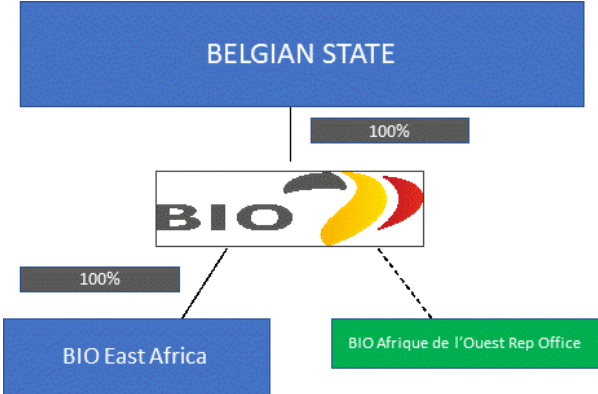 BELGIAN STATE
100%
BIO
100%
BIO East Africa
BIO Afrique de l’Ouest Rep Office